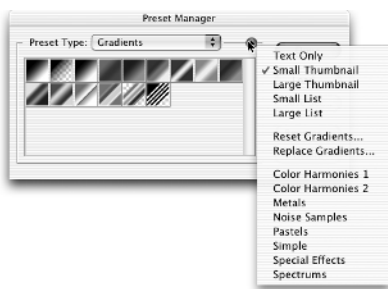 Preset Manager
Preset Type: Gradients
Text Only
✓ Small Thumbnail
Large Thumbnail
Small List
Large List
Reset Gradients...
Replace Gradients...
Color Harmonies 1
Color Harmonies 2
Metals
Noise Samples
Pastels
Simple
Special Effects
Spectrums